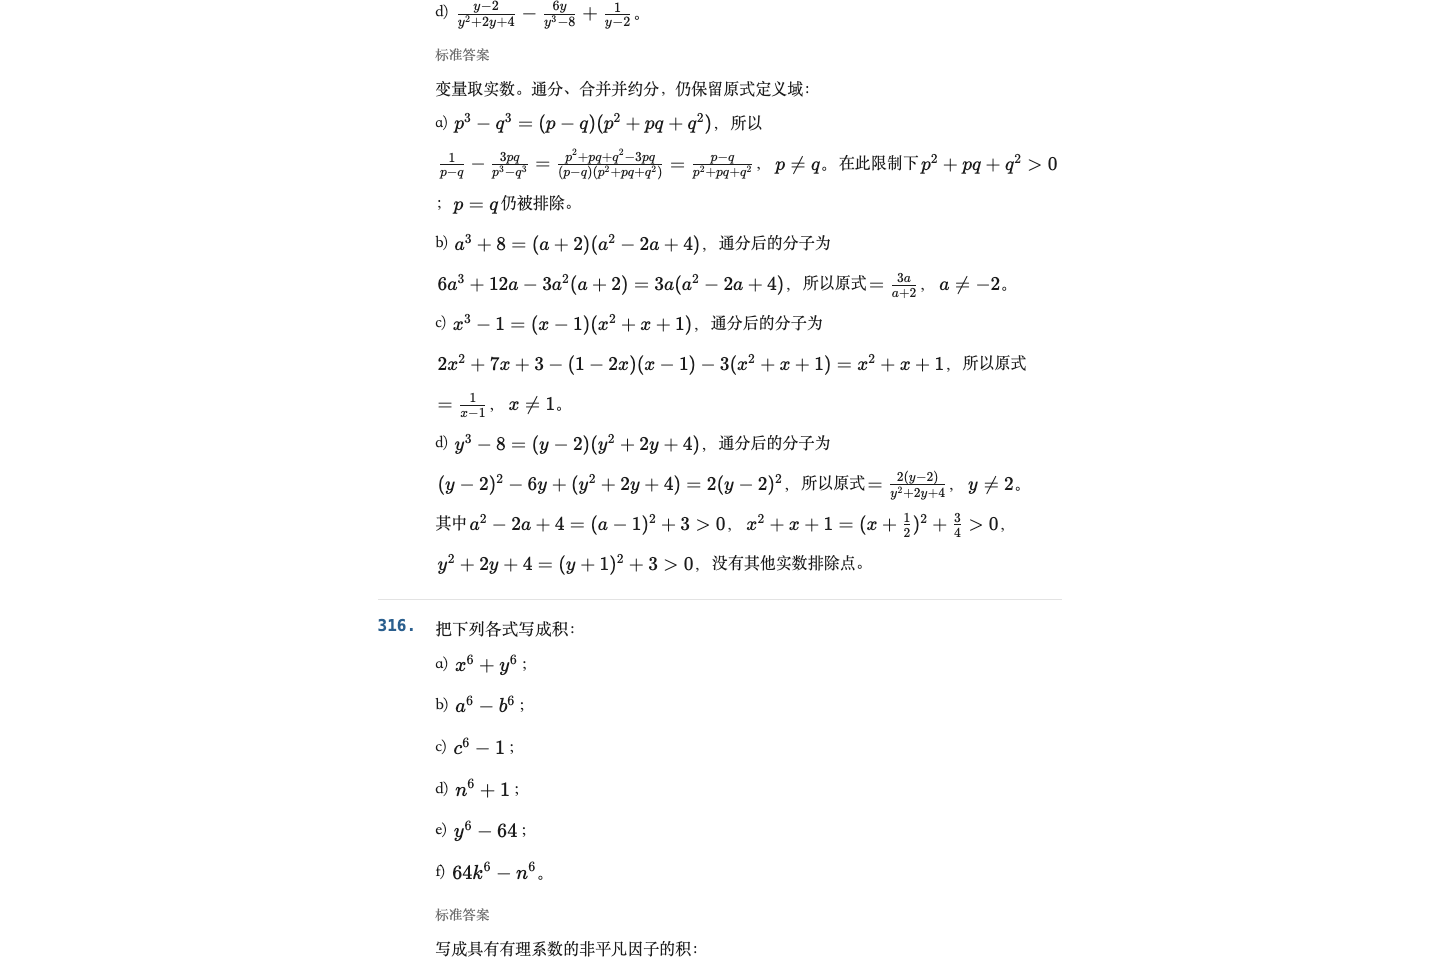 d) \frac{y-2}{y^2+2y+4} - \frac{6y}{y^3-8} + \frac{1}{y-2}。
标准答案
变量取实数。通分、合并并约分，仍保留原式定义域：
a) p^3 − q^3 = (p − q)(p^2 + pq + q^2)，所以
\frac{1}{p-q} − \frac{3pq}{p^3-q^3} = \frac{p^2+pq+q^2-3pq}{(p-q)(p^2+pq+q^2)} = \frac{p-q}{p^2+pq+q^2}， p ≠ q。在此限制下 p^2 + pq + q^2 > 0
；p = q 仍被排除。
b) a^3 + 8 = (a + 2)(a^2 − 2a + 4)，通分后的分子为
6a^3 + 12a − 3a^2(a + 2) = 3a(a^2 − 2a + 4)，所以原式 = \frac{3a}{a+2}， a ≠ −2。
c) x^3 − 1 = (x − 1)(x^2 + x + 1)，通分后的分子为
2x^2 + 7x + 3 − (1 − 2x)(x − 1) − 3(x^2 + x + 1) = x^2 + x + 1，所以原式
= \frac{1}{x-1}， x ≠ 1。
d) y^3 − 8 = (y − 2)(y^2 + 2y + 4)，通分后的分子为
(y − 2)^2 − 6y + (y^2 + 2y + 4) = 2(y − 2)^2，所以原式 = \frac{2(y-2)}{y^2+2y+4}， y ≠ 2。
其中 a^2 − 2a + 4 = (a − 1)^2 + 3 > 0， x^2 + x + 1 = (x + \frac{1}{2})^2 + \frac{3}{4} > 0，
y^2 + 2y + 4 = (y + 1)^2 + 3 > 0，没有其他实数排除点。
316. 把下列各式写成积：
a) x^6 + y^6；
b) a^6 − b^6；
c) c^6 − 1；
d) n^6 + 1；
e) y^6 − 64；
f) 64k^6 − n^6。
标准答案
写成具有有理系数的非平凡因子的积：